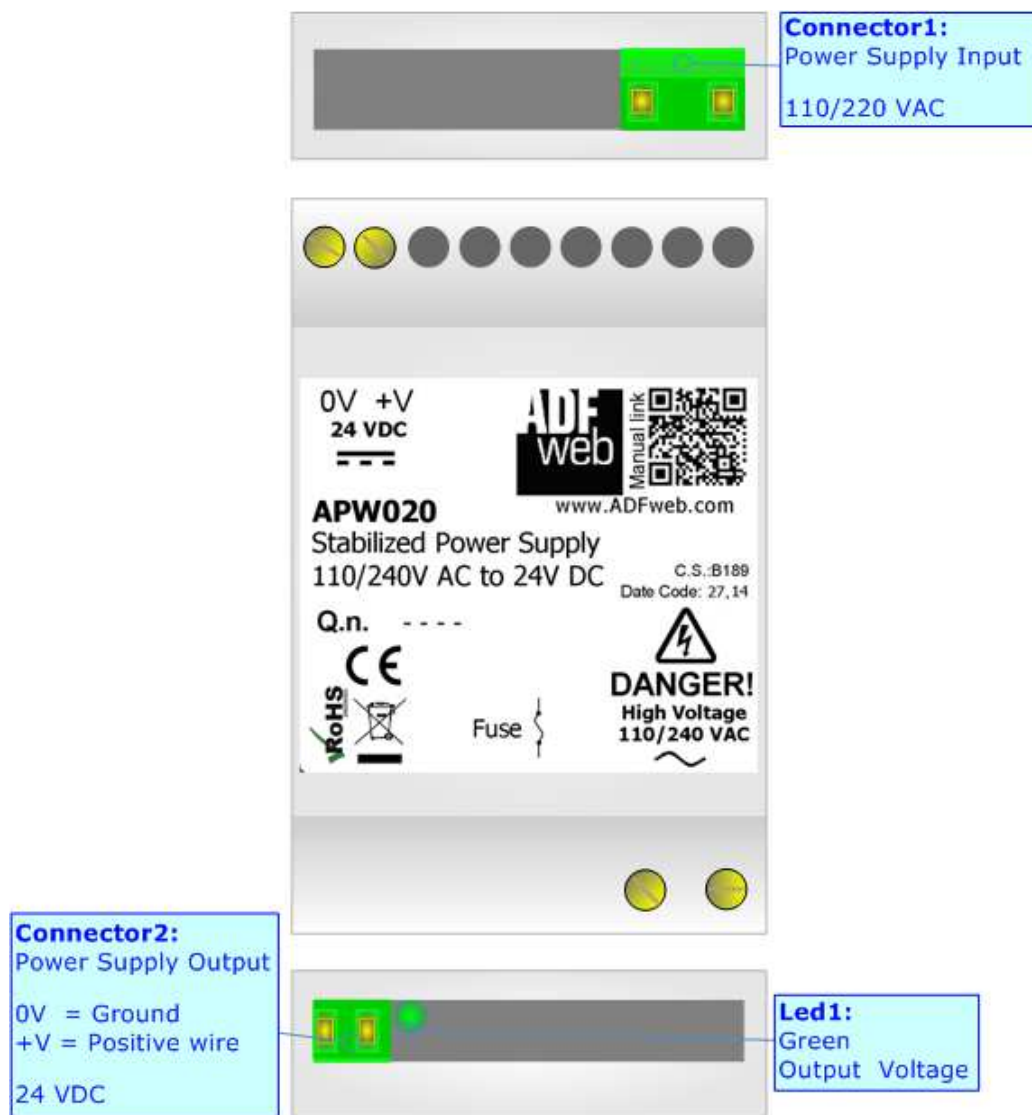 Connector1:
Power Supply Input
110/220 VAC
0V +V
24 VDC
ADF
web
Manual link
www.ADFweb.com
APW020
Stabilized Power Supply
110/240V AC to 24V DC
C.S.:B189
Date Code: 27,14
Q.n. - - - -
CE
RoHS
Fuse
DANGER!
High Voltage
110/240 VAC
Connector2:
Power Supply Output
0V = Ground
+V = Positive wire
24 VDC
Led1:
Green
Output Voltage